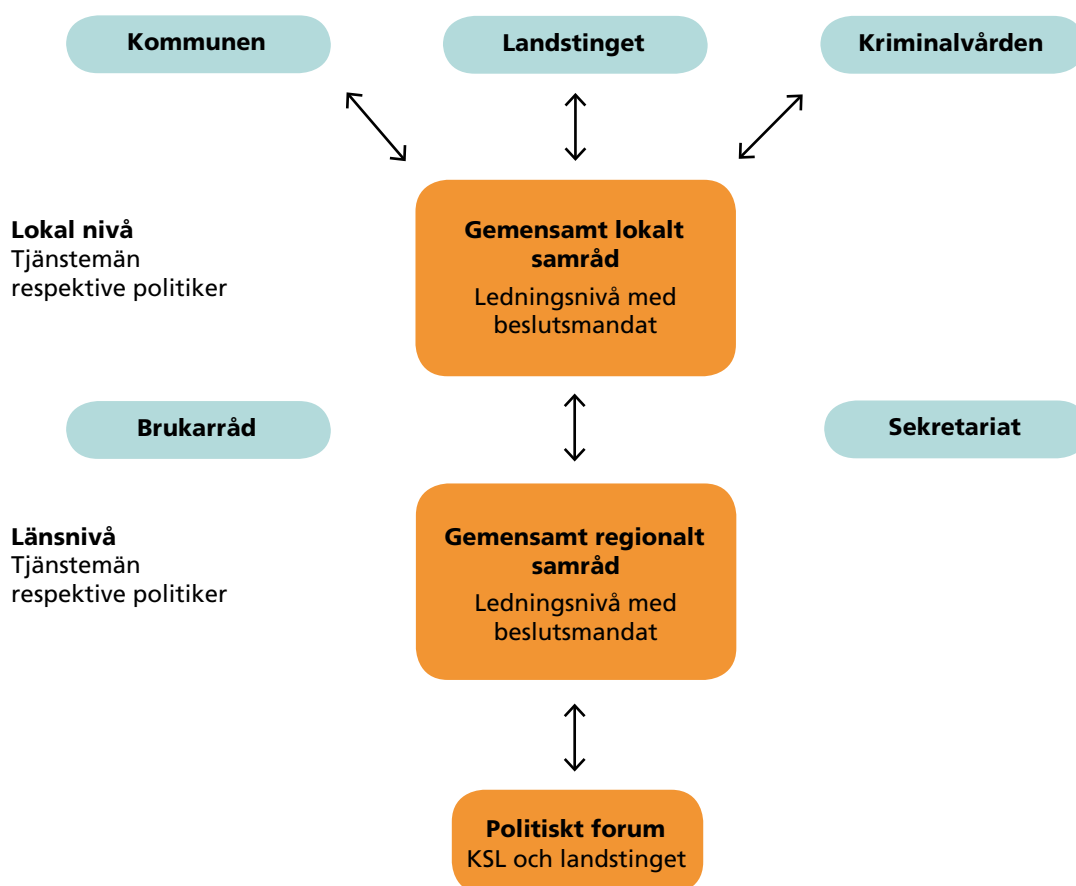 Kommunen
Landstinget
Kriminalvården
Lokal nivå
Tjänstemän
respektive politiker
Gemensamt lokalt
samråd
Ledningsnivå med
beslutsmandat
Brukarråd
Sekretariat
Länsnivå
Tjänstemän
respektive politiker
Gemensamt regionalt
samråd
Ledningsnivå med
beslutsmandat
Politiskt forum
KSL och landstinget